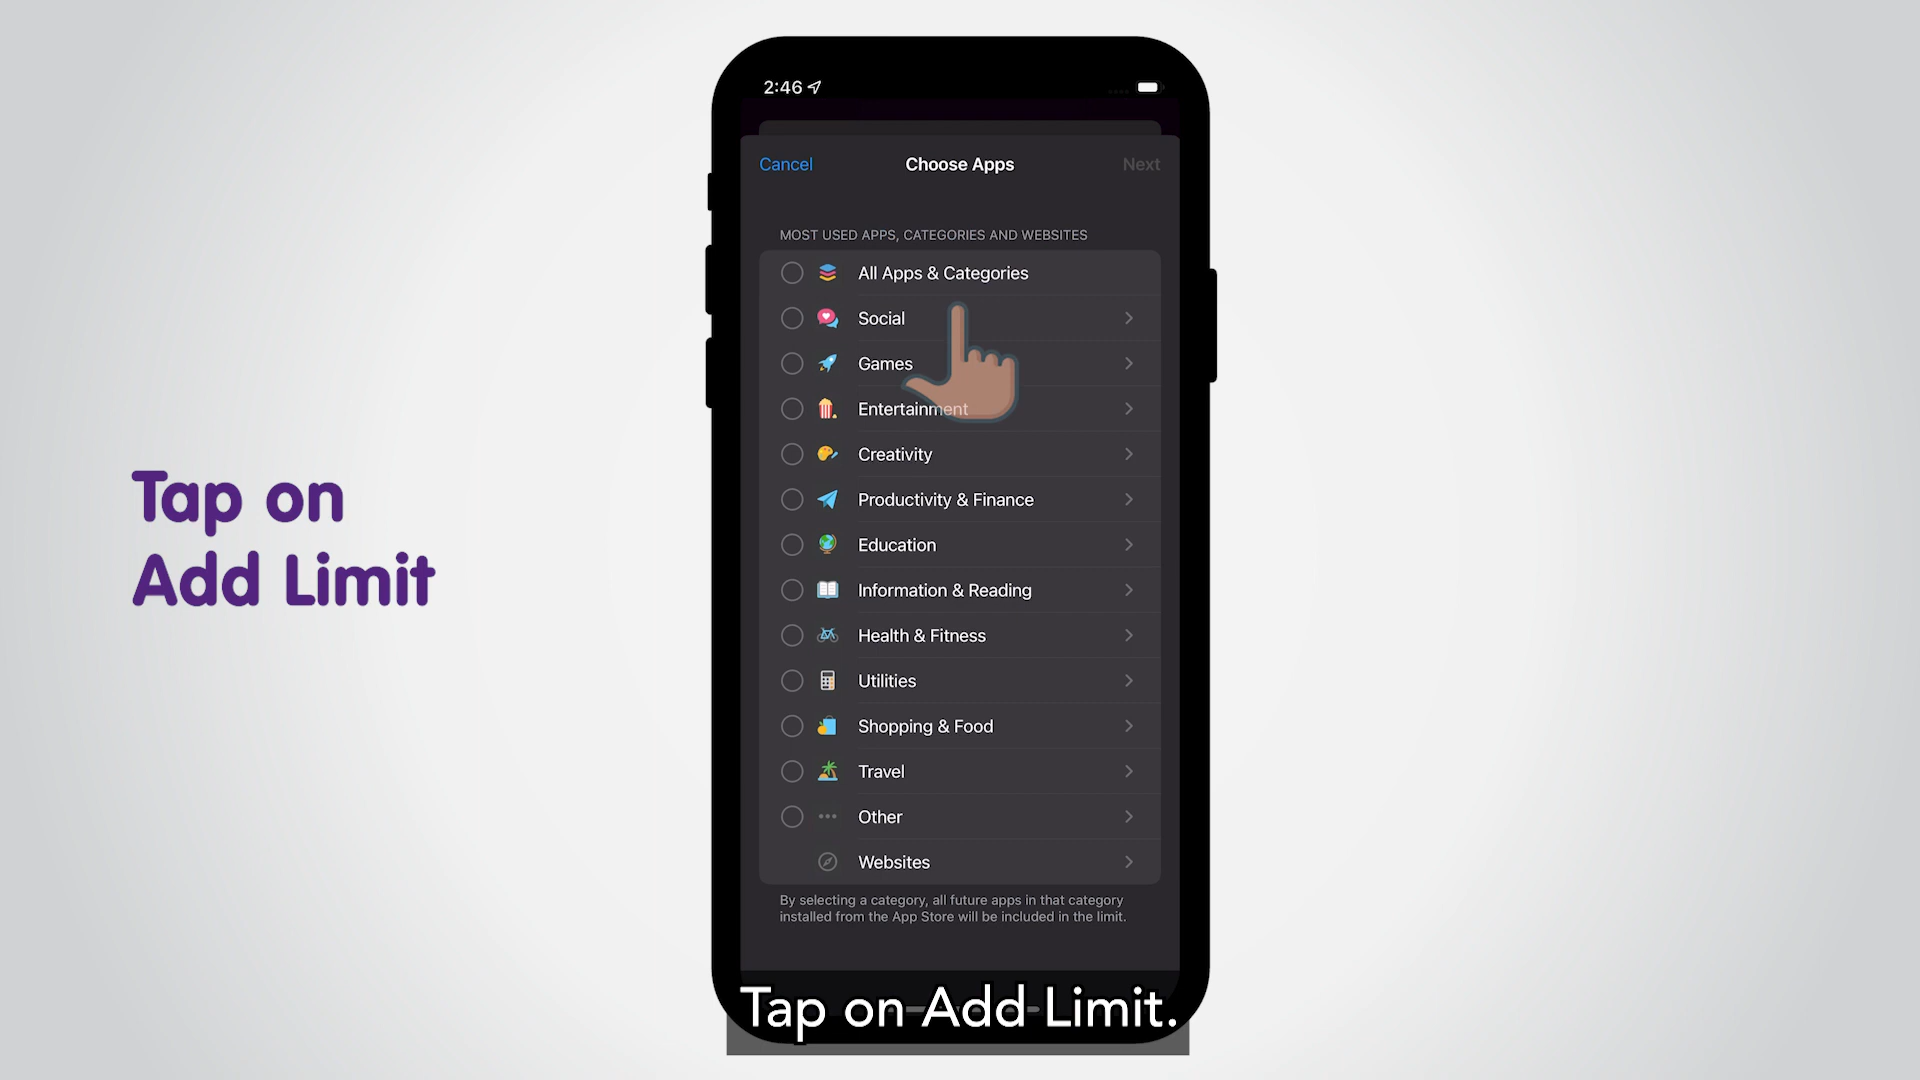 2:46
Cancel Choose Apps Next
MOST USED APPS, CATEGORIES AND WEBSITES
All Apps & Categories
Social
Games
Entertainment
Creativity
Productivity & Finance
Education
Information & Reading
Health & Fitness
Utilities
Shopping & Food
Travel
Other
Websites
By selecting a category, all future apps in that category
installed from the App Store will be included in the limit.
Tap on
Add Limit
Tap on Add Limit.